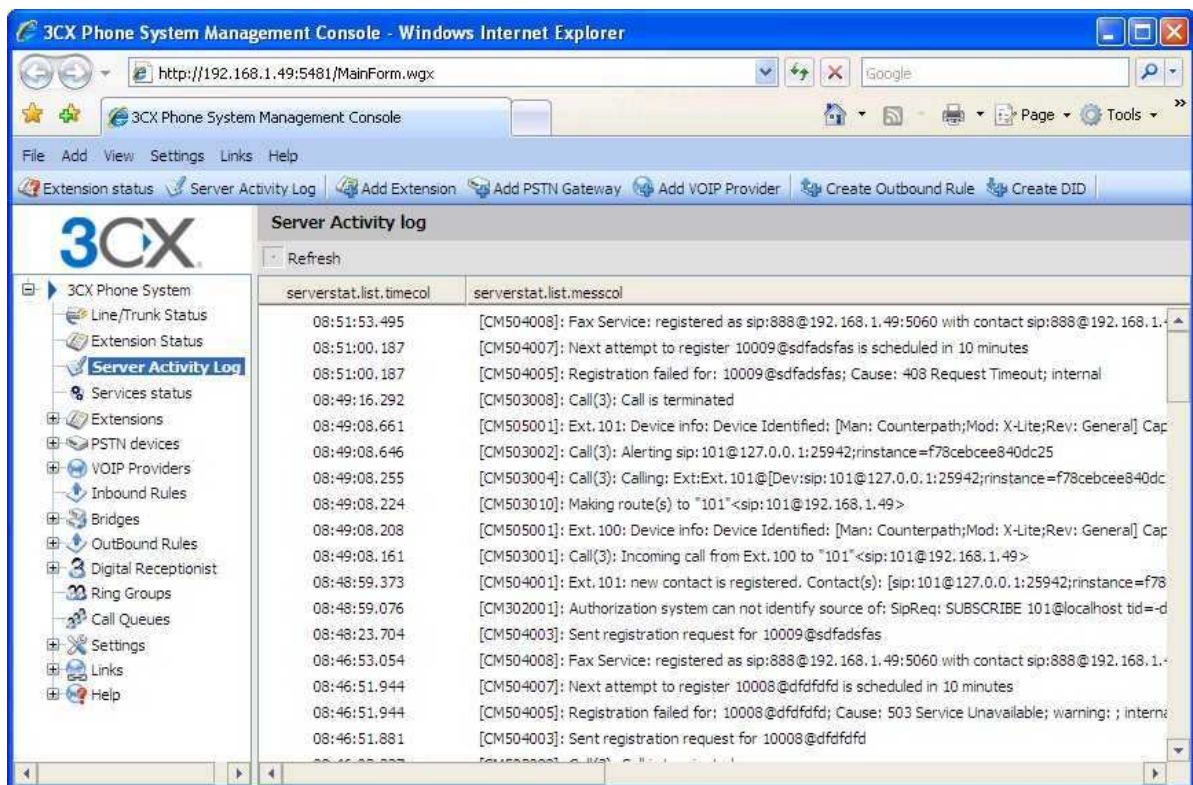 3CX Phone System Management Console - Windows Internet Explorer
http://192.168.1.49:5481/MainForm.wgx
Google
3CX Phone System Management Console
Page
Tools
File Add View Settings Links Help
Extension status Server Activity Log Add Extension Add PSTN Gateway Add VOIP Provider Create Outbound Rule Create DID
3CX
3CX Phone System
Line/Trunk Status
Extension Status
Server Activity Log
Services status
Extensions
PSTN devices
VOIP Providers
Inbound Rules
Bridges
OutBound Rules
Digital Receptionist
Ring Groups
Call Queues
Settings
Links
Help
Server Activity log
Refresh
serverstat.list.timecol serverstat.list.messcol
08:51:53.495 [CM504008]: Fax Service: registered as sip:888@192.168.1.49:5060 with contact sip:888@192.168.1.
08:51:00.187 [CM504007]: Next attempt to register 10009@sdfadsfas is scheduled in 10 minutes
08:51:00.187 [CM504005]: Registration failed for: 10009@sdfadsfas; Cause: 408 Request Timeout; internal
08:49:16.292 [CM503008]: Call(3): Call is terminated
08:49:08.661 [CM505001]: Ext.101: Device info: Device Identified: [Man: Counterpath;Mod: X-Lite;Rev: General] Cap
08:49:08.646 [CM503002]: Call(3): Alerting sip:101@127.0.0.1:25942;rinstance=f78cebcee840dc25
08:49:08.255 [CM503004]: Call(3): Calling: Ext:Ext.101@[Dev:sip:101@127.0.0.1:25942;rinstance=f78cebcee840dc
08:49:08.224 [CM503010]: Making route(s) to "101"<sip:101@192.168.1.49>
08:49:08.208 [CM505001]: Ext.100: Device info: Device Identified: [Man: Counterpath;Mod: X-Lite;Rev: General] Cap
08:49:08.161 [CM503001]: Call(3): Incoming call from Ext.100 to "101"<sip:101@192.168.1.49>
08:48:59.373 [CM504001]: Ext.101: new contact is registered. Contact(s): [sip:101@127.0.0.1:25942;rinstance=f78
08:48:59.076 [CM302001]: Authorization system can not identify source of: SipReq: SUBSCRIBE 101@localhost tid=-d
08:48:23.704 [CM504003]: Sent registration request for 10009@sdfadsfas
08:46:53.054 [CM504008]: Fax Service: registered as sip:888@192.168.1.49:5060 with contact sip:888@192.168.1.
08:46:51.944 [CM504007]: Next attempt to register 10008@dfdfdfd is scheduled in 10 minutes
08:46:51.944 [CM504005]: Registration failed for: 10008@dfdfdfd; Cause: 503 Service Unavailable; warning: ; interna
08:46:51.881 [CM504003]: Sent registration request for 10008@dfdfdfd